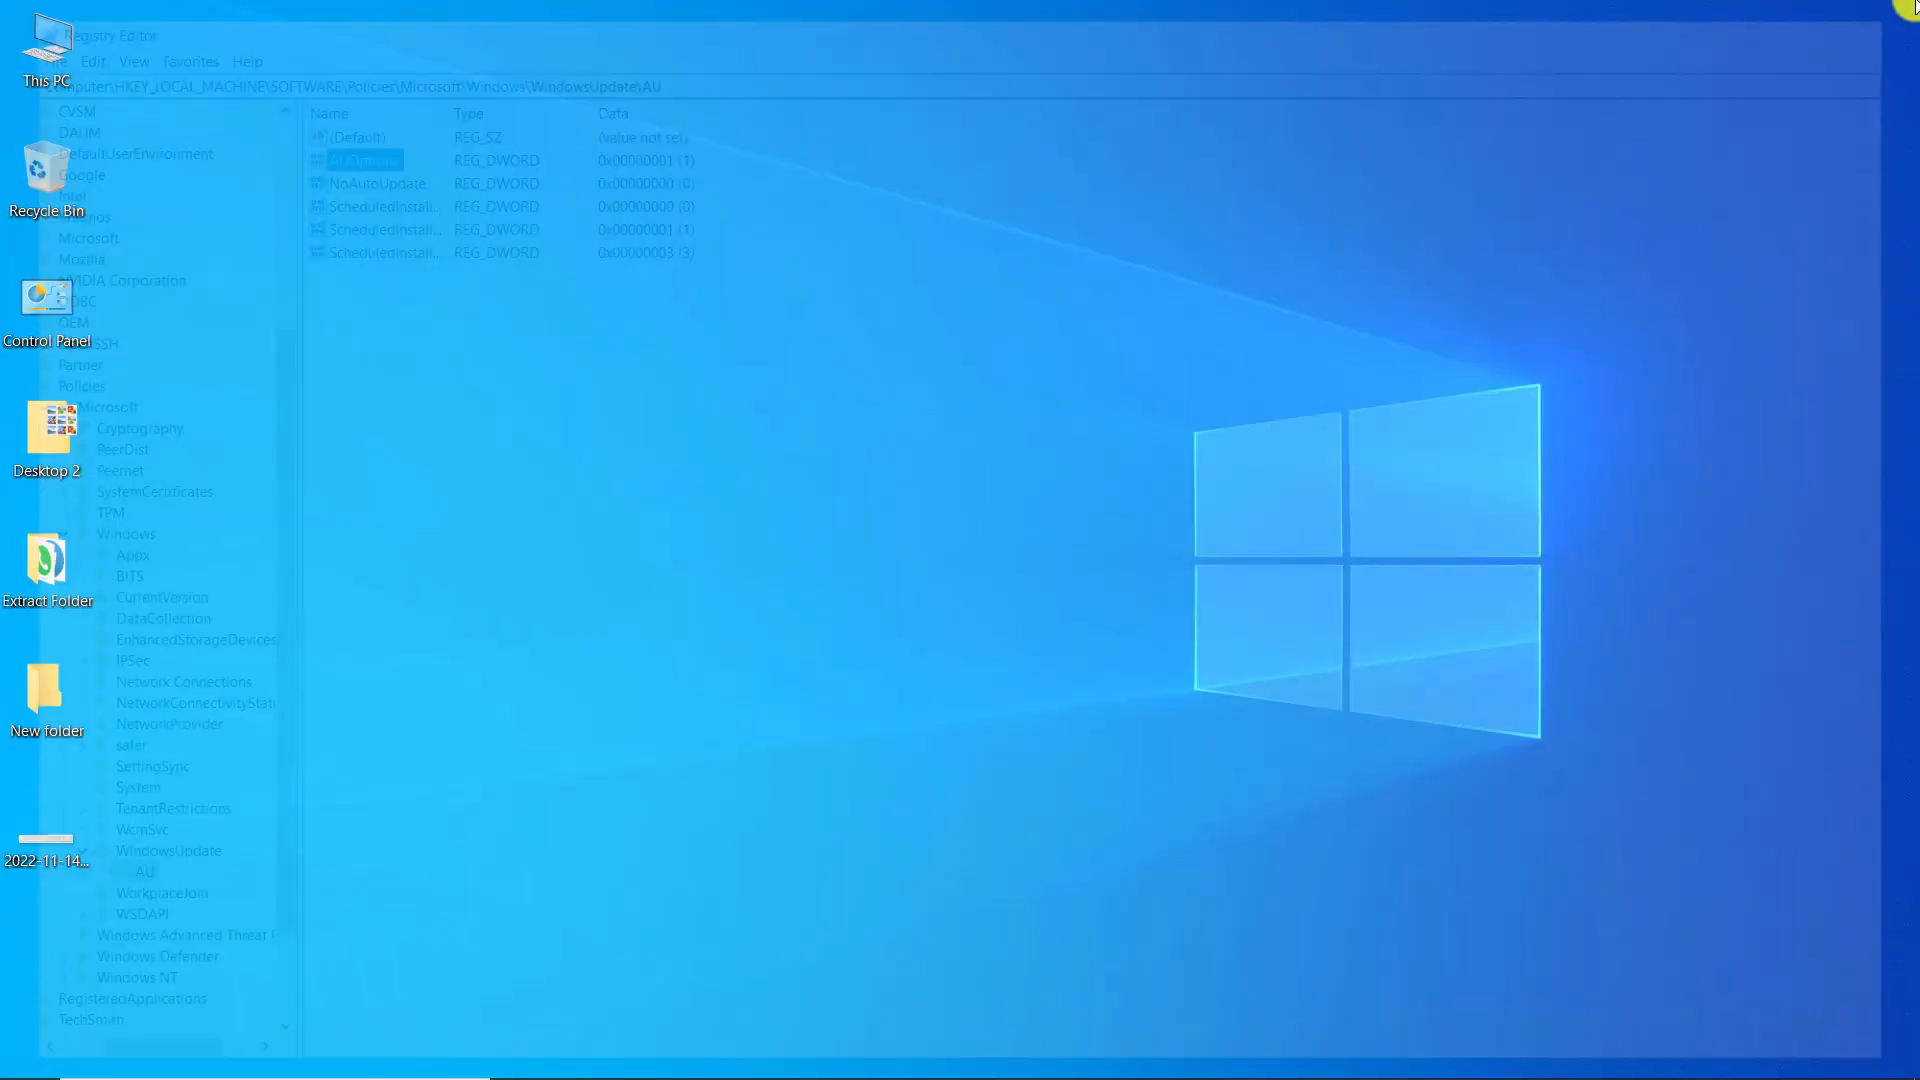 Registry Editor
Edit View Favorites Help
This PC
Computer\HKEY_LOCAL_MACHINE\SOFTWARE\Policies\Microsoft\Windows\WindowsUpdate\AU
Name Type Data
(Default) REG_SZ (value not set)
AUOptions REG_DWORD 0x00000001 (1)
NoAutoUpdate REG_DWORD 0x00000000 (0)
ScheduledInstall... REG_DWORD 0x00000000 (0)
ScheduledInstall... REG_DWORD 0x00000001 (1)
ScheduledInstall... REG_DWORD 0x00000003 (3)
CVSM
DALIM
DefaultUserEnvironment
Google
Intel
Recycle Bin
Microsoft
Mozilla
NVIDIA Corporation
ODBC
OEM
Control Panel
Partner
Policies
Microsoft
Cryptography
PeerDist
Peernet
Desktop 2
SystemCertificates
TPM
Windows
Appx
BITS
CurrentVersion
Extract Folder
DataCollection
EnhancedStorageDevices
IPSec
Network Connections
NetworkConnectivityStat
NetworkProvider
New folder
safer
SettingSync
System
TenantRestrictions
WcmSvc
WindowsUpdate
2022-11-14...
AU
WorkplaceJoin
WSDAPI
Windows Advanced Threat
Windows Defender
Windows NT
RegisteredApplications
TechSmith